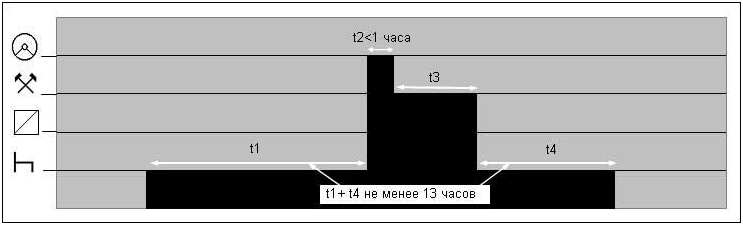 t2<1 часа
t3
t1
t4
t1+ t4 не менее 13 часов